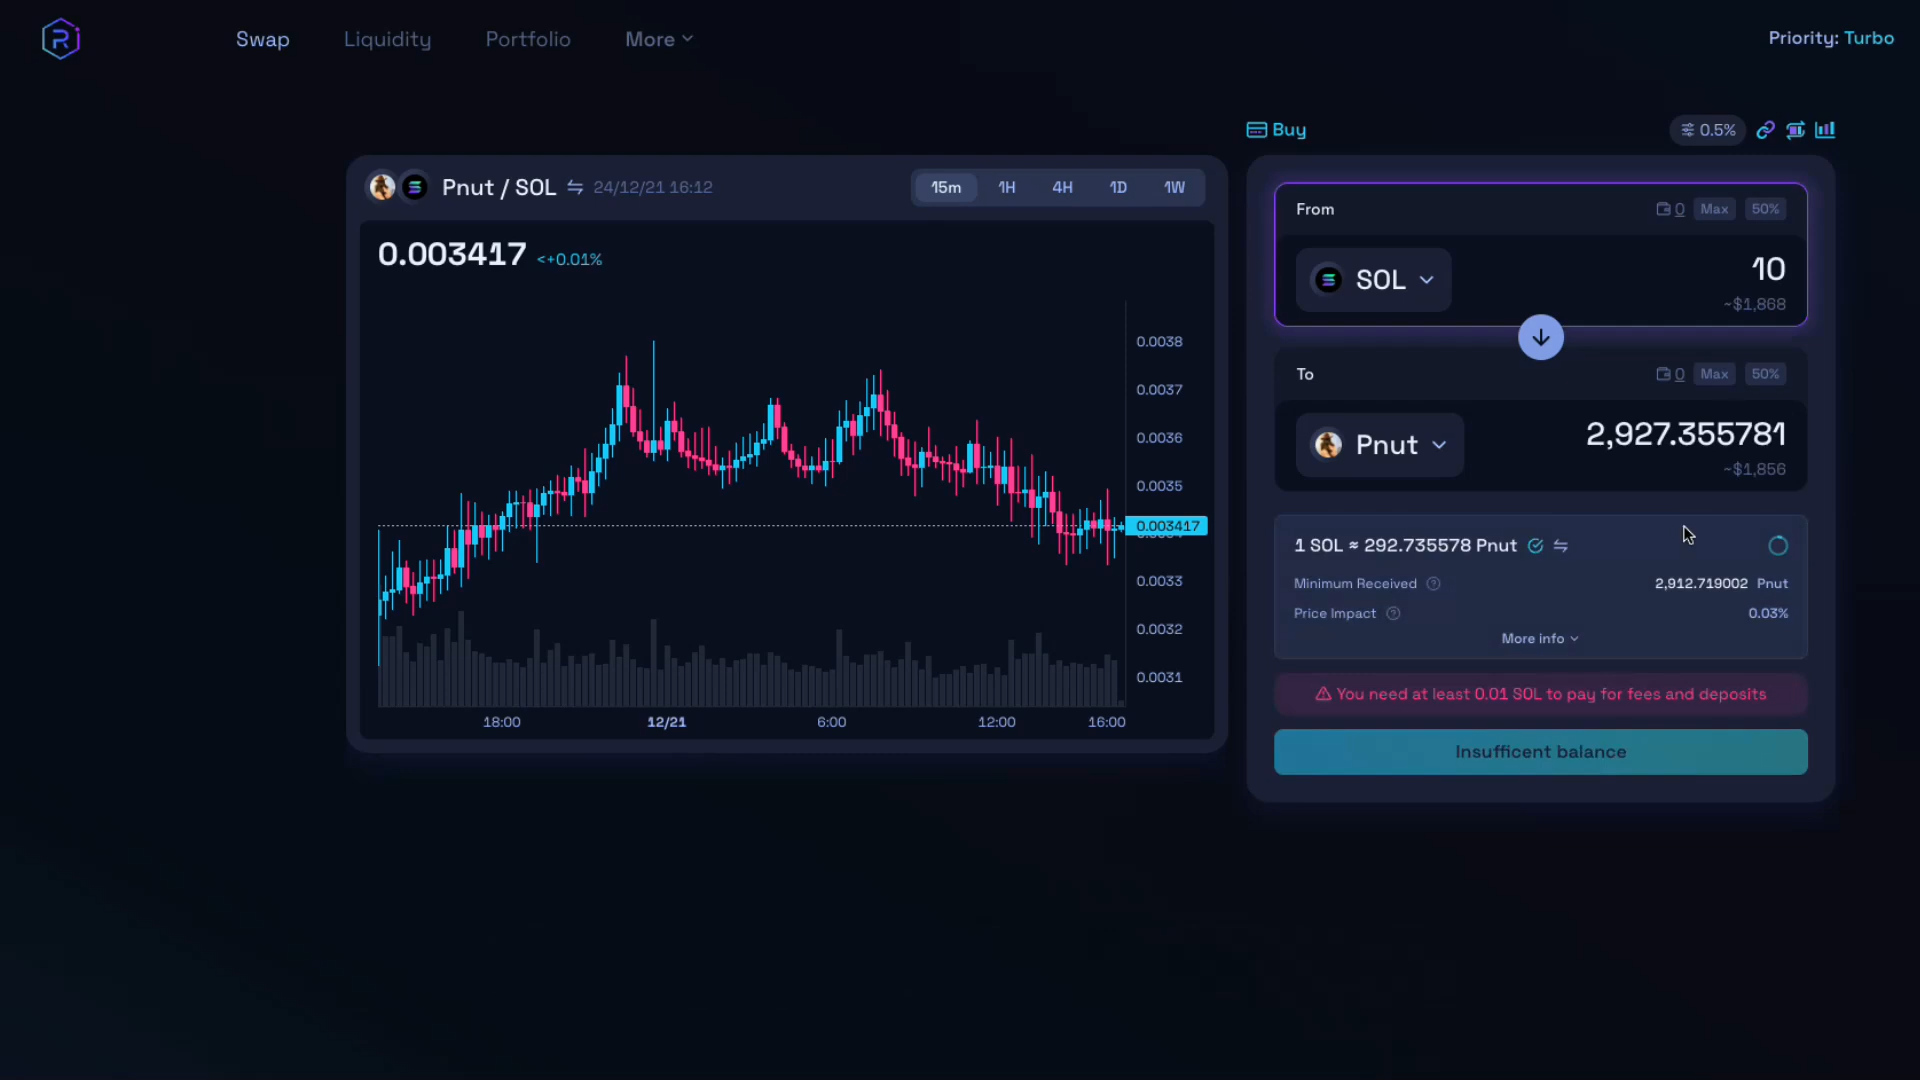 Swap
Liquidity
Portfolio
More
Priority: Turbo
Buy
0.5%
Pnut / SOL
24/12/21 16:12
15m
1H
4H
1D
1W
0.003417
<+0.01%
0.0038
0.0037
0.0036
0.0035
0.003417
0.0033
0.0032
0.0031
18:00
12/21
6:00
12:00
16:00
From
0
Max
50%
SOL
10
~$1,868
To
0
Max
50%
Pnut
2,927.355781
~$1,856
1 SOL ≈ 292.735578 Pnut
Minimum Received
2,912.719002 Pnut
Price Impact
0.03%
More info
You need at least 0.01 SOL to pay for fees and deposits
Insufficent balance